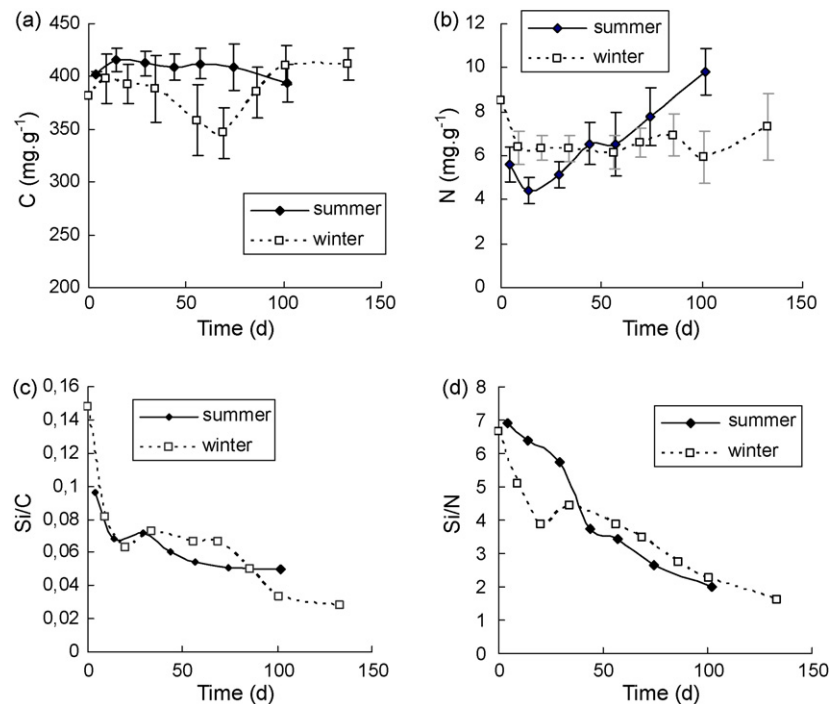 (a)
450
400
350
300
250
200
C (mg.g⁻¹)
summer
winter
0 50 100 150
Time (d)
(b)
12
10
8
6
4
2
0
N (mg.g⁻¹)
summer
winter
0 50 100 150
Time (d)
(c)
0,16
0,14
0,12
0,1
0,08
0,06
0,04
0,02
0
Si/C
summer
winter
0 50 100 150
Time (d)
(d)
8
7
6
5
4
3
2
1
0
Si/N
summer
winter
0 50 100 150
Time (d)